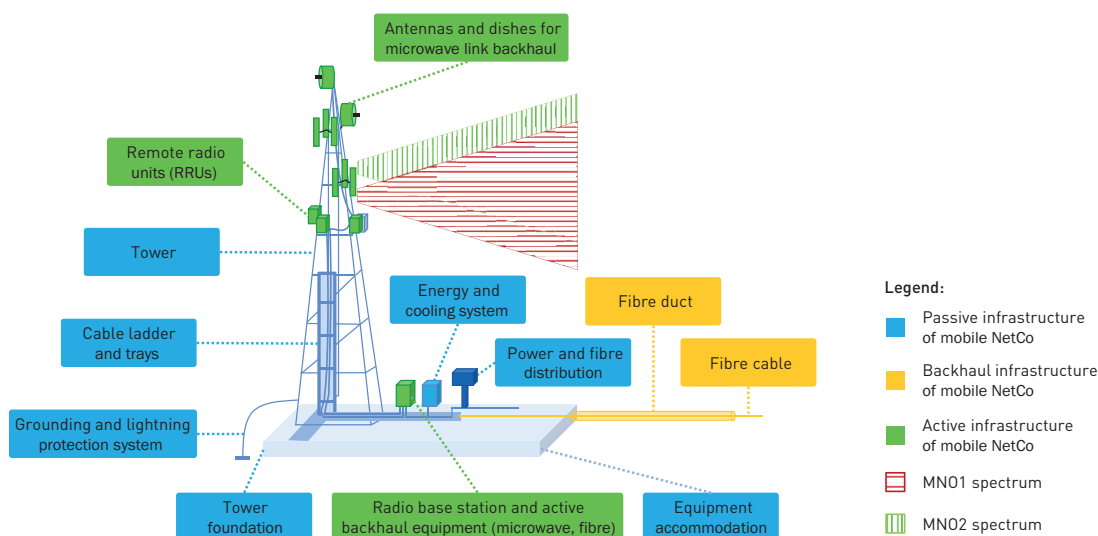 Antennas and dishes for
microwave link backhaul
Remote radio
units (RRUs)
Tower
Energy and
cooling system
Fibre duct
Cable ladder
and trays
Power and fibre
distribution
Fibre cable
Grounding and lightning
protection system
Tower
foundation
Radio base station and active
backhaul equipment (microwave, fibre)
Equipment
accommodation
Legend:
Passive infrastructure
of mobile NetCo
Backhaul infrastructure
of mobile NetCo
Active infrastructure
of mobile NetCo
MNO1 spectrum
MNO2 spectrum